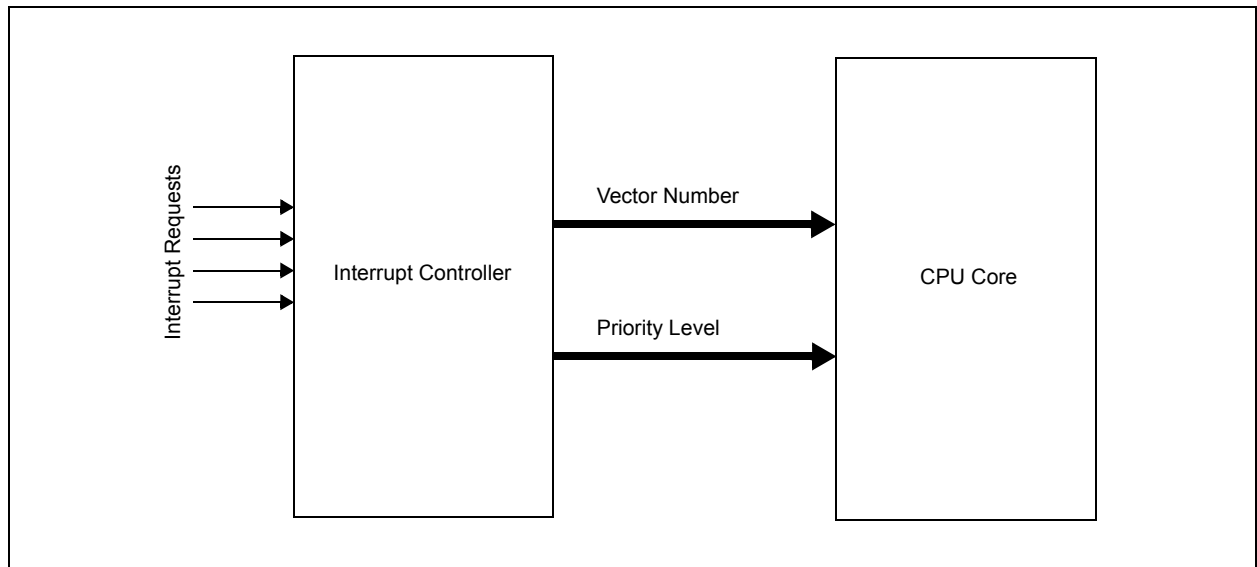 Interrupt Requests
Interrupt Controller
Vector Number
Priority Level
CPU Core